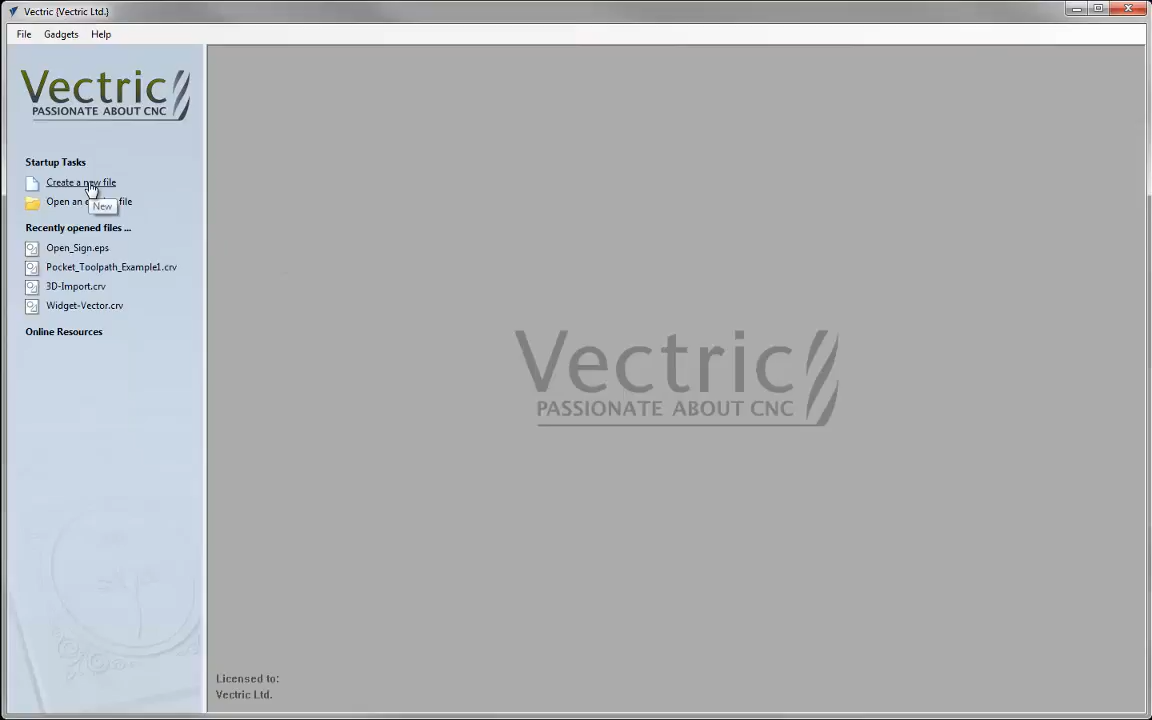 Vectric {Vectric Ltd.}
File Gadgets Help
Vectric
PASSIONATE ABOUT CNC
Startup Tasks
Create a new file
New
Open an file
Recently opened files ...
Open_Sign.eps
Pocket_Toolpath_Example1.crv
3D-Import.crv
Widget-Vector.crv
Online Resources
Vectric
PASSIONATE ABOUT CNC
Licensed to:
Vectric Ltd.